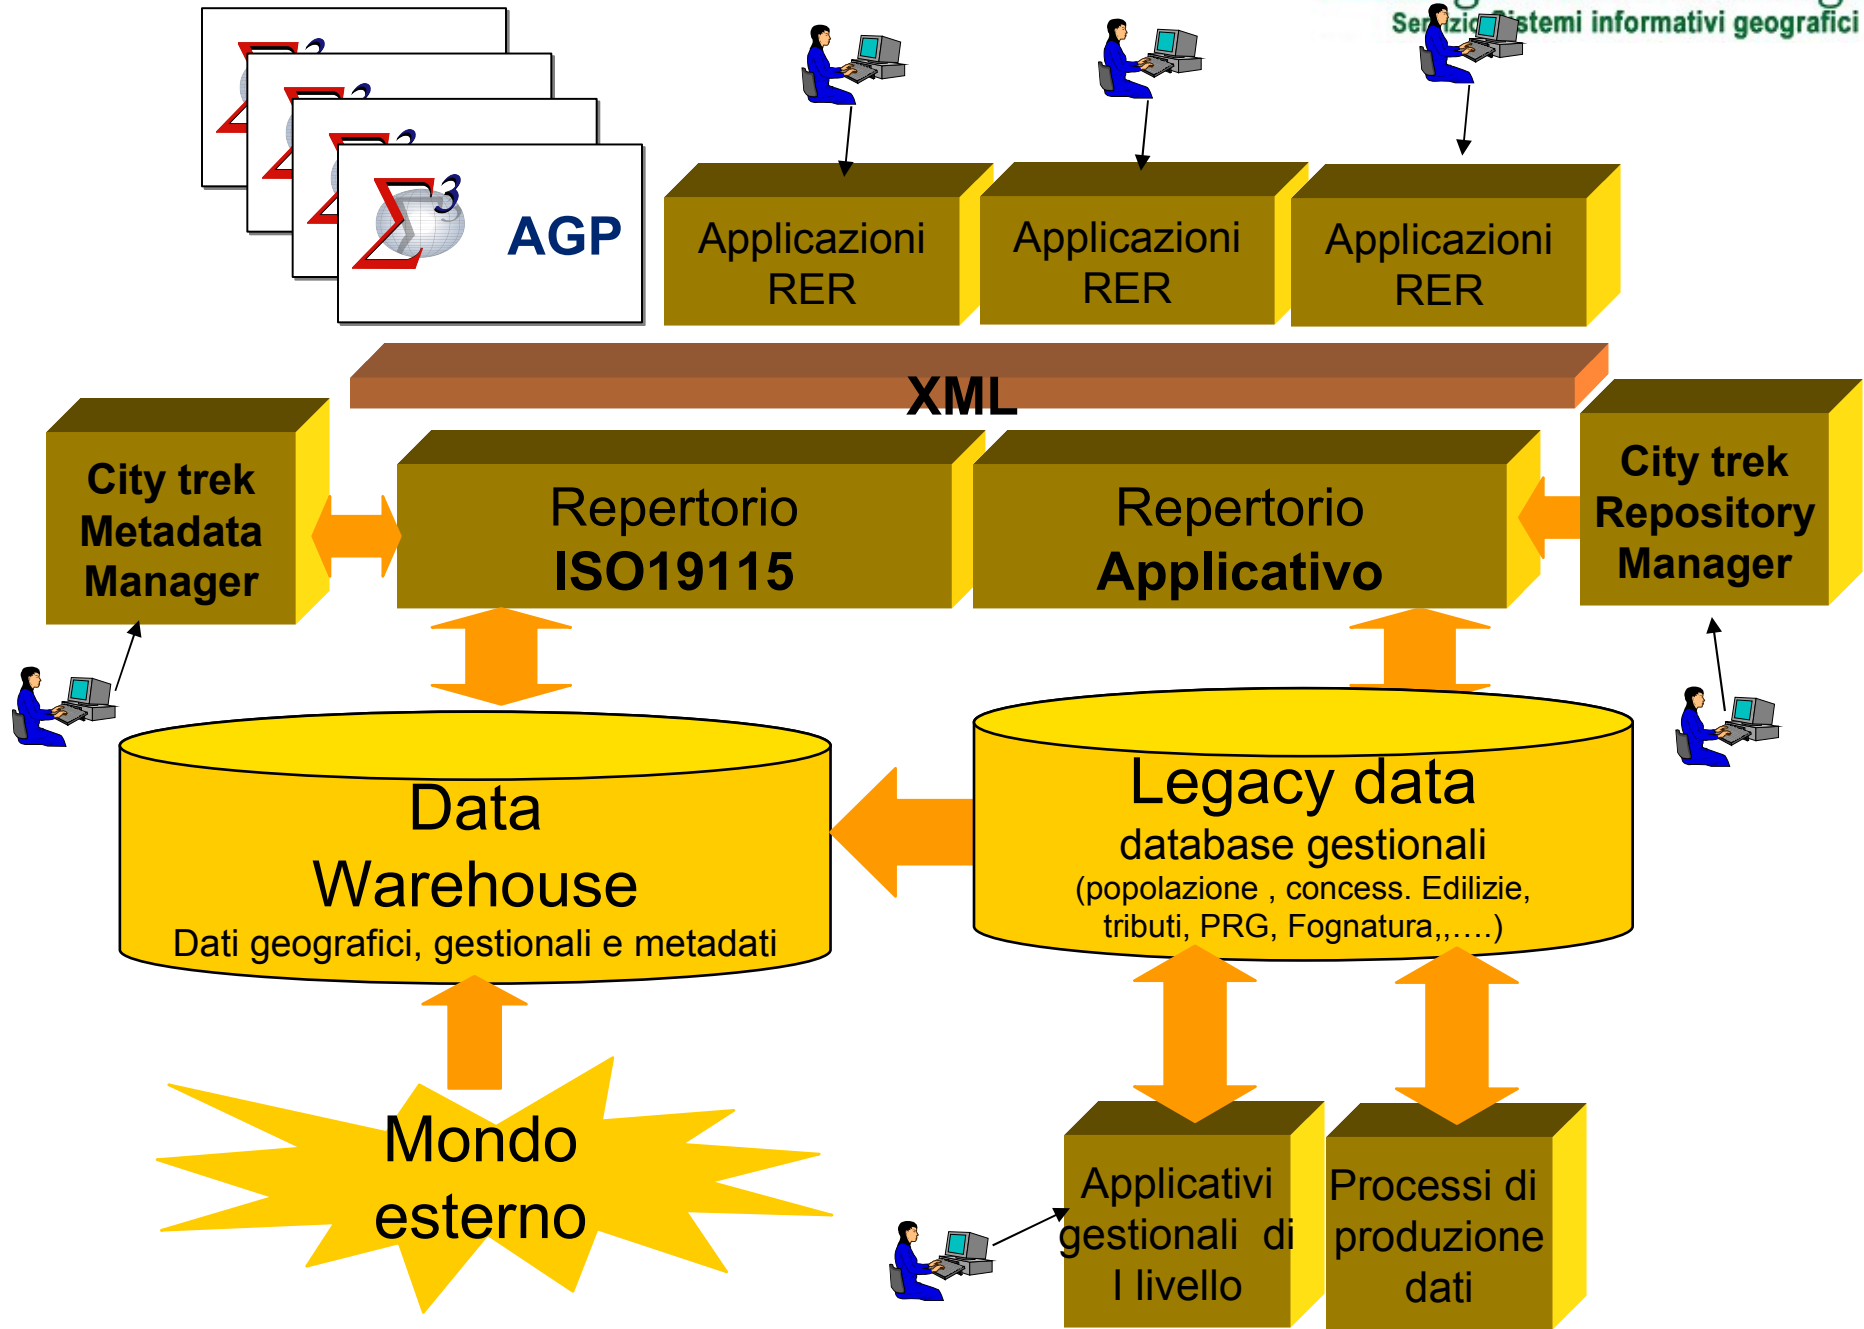 Servizio Sistemi informativi geografici
Σ3 AGP
Applicazioni
RER
Applicazioni
RER
Applicazioni
RER
XML
City trek
Metadata
Manager
Repertorio
ISO19115
Repertorio
Applicativo
City trek
Repository
Manager
Data
Warehouse
Dati geografici, gestionali e metadati
Legacy data
database gestionali
(popolazione , concess. Edilizie,
tributi, PRG, Fognatura,,....)
Mondo
esterno
Applicativi
gestionali di
I livello
Processi di
produzione
dati